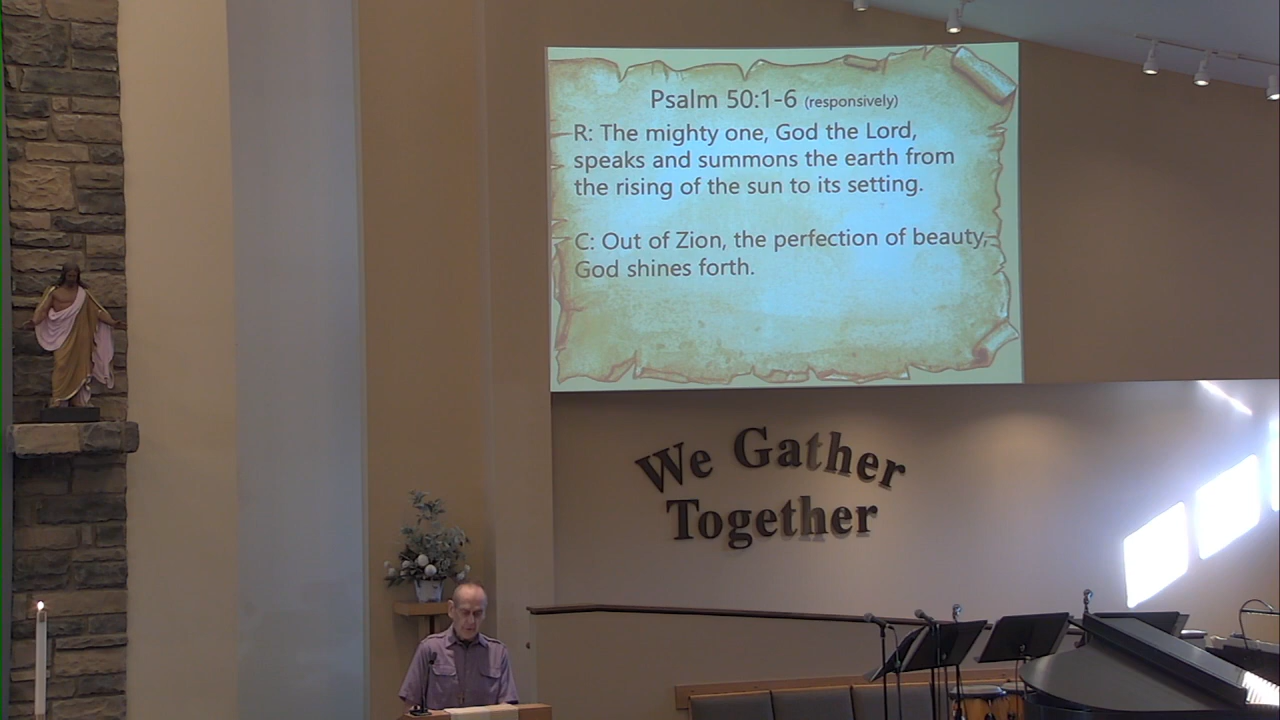 Psalm 50:1-6 (responsively)
R: The mighty one, God the Lord,
speaks and summons the earth from
the rising of the sun to its setting.
C: Out of Zion, the perfection of beauty,
God shines forth.
We Gather
Together